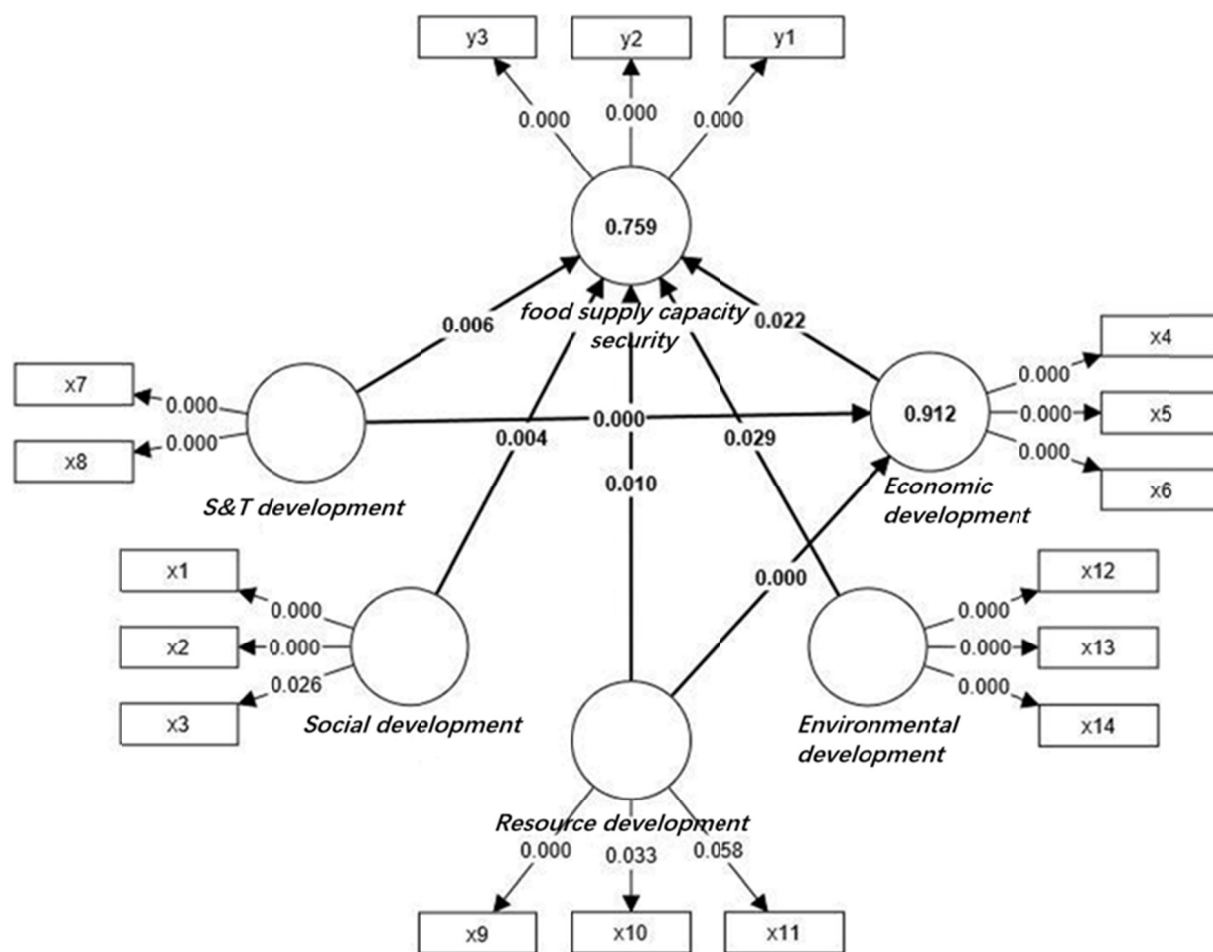 y3
y2
y1
0.000
0.000
0.000
0.759
food supply capacity
security
0.006
0.022
x4
x7
0.000
0.000
x5
0.000
0.912
0.000
x8
0.000
0.004
0.029
0.000
x6
S&T development
0.010
Economic
development
x1
0.000
0.000
0.000
x12
x2
0.000
0.000
x13
x3
0.026
0.000
x14
Social development
Environmental
development
Resource development
0.000
0.033
0.058
x9
x10
x11